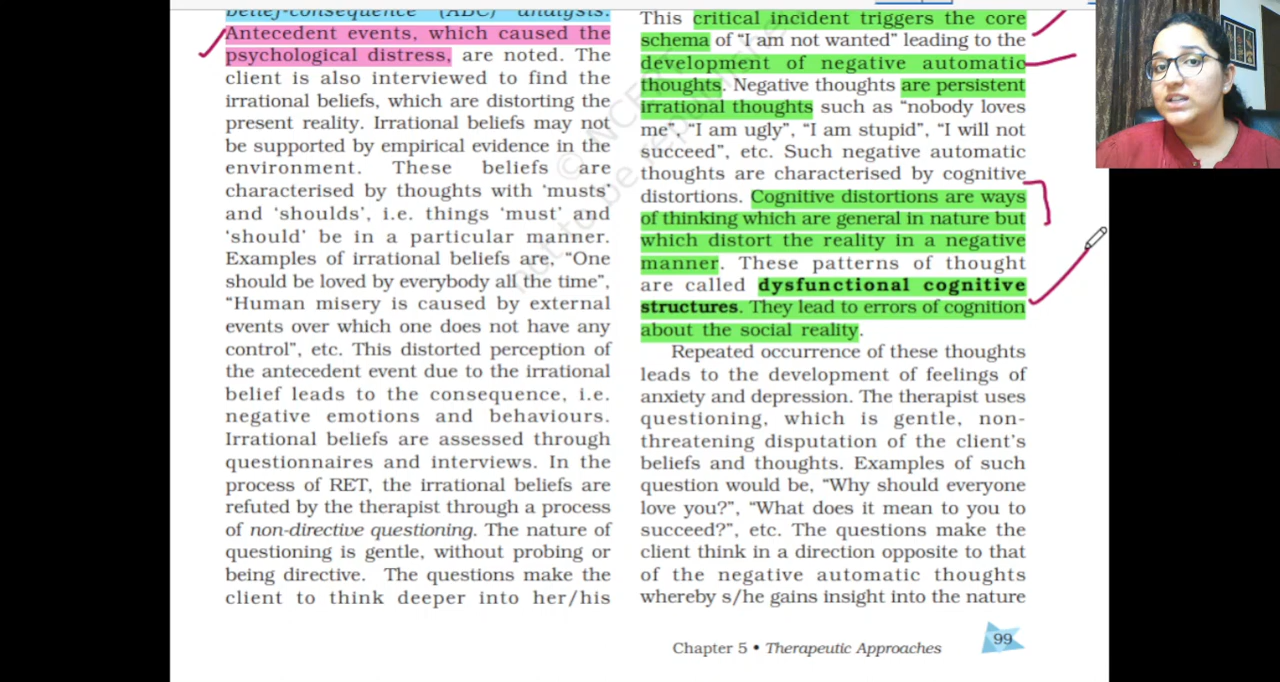 belief-consequence (ABC) analysis.
Antecedent events, which caused the
psychological distress, are noted. The
client is also interviewed to find the
irrational beliefs, which are distorting the
present reality. Irrational beliefs may not
be supported by empirical evidence in the
environment. These beliefs are
characterised by thoughts with ‘musts’
and ‘shoulds’, i.e. things ‘must’ and
‘should’ be in a particular manner.
Examples of irrational beliefs are, “One
should be loved by everybody all the time”,
“Human misery is caused by external
events over which one does not have any
control”, etc. This distorted perception of
the antecedent event due to the irrational
belief leads to the consequence, i.e.
negative emotions and behaviours.
Irrational beliefs are assessed through
questionnaires and interviews. In the
process of RET, the irrational beliefs are
refuted by the therapist through a process
of non-directive questioning. The nature of
questioning is gentle, without probing or
being directive. The questions make the
client to think deeper into her/his
This critical incident triggers the core
schema of “I am not wanted” leading to the
development of negative automatic
thoughts. Negative thoughts are persistent
irrational thoughts such as “nobody loves
me”, “I am ugly”, “I am stupid”, “I will not
succeed”, etc. Such negative automatic
thoughts are characterised by cognitive
distortions. Cognitive distortions are ways
of thinking which are general in nature but
which distort the reality in a negative
manner. These patterns of thought
are called dysfunctional cognitive
structures. They lead to errors of cognition
about the social reality.
Repeated occurrence of these thoughts
leads to the development of feelings of
anxiety and depression. The therapist uses
questioning, which is gentle, non-
threatening disputation of the client’s
beliefs and thoughts. Examples of such
question would be, “Why should everyone
love you?”, “What does it mean to you to
succeed?”, etc. The questions make the
client think in a direction opposite to that
of the negative automatic thoughts
whereby s/he gains insight into the nature
Chapter 5 • Therapeutic Approaches
99